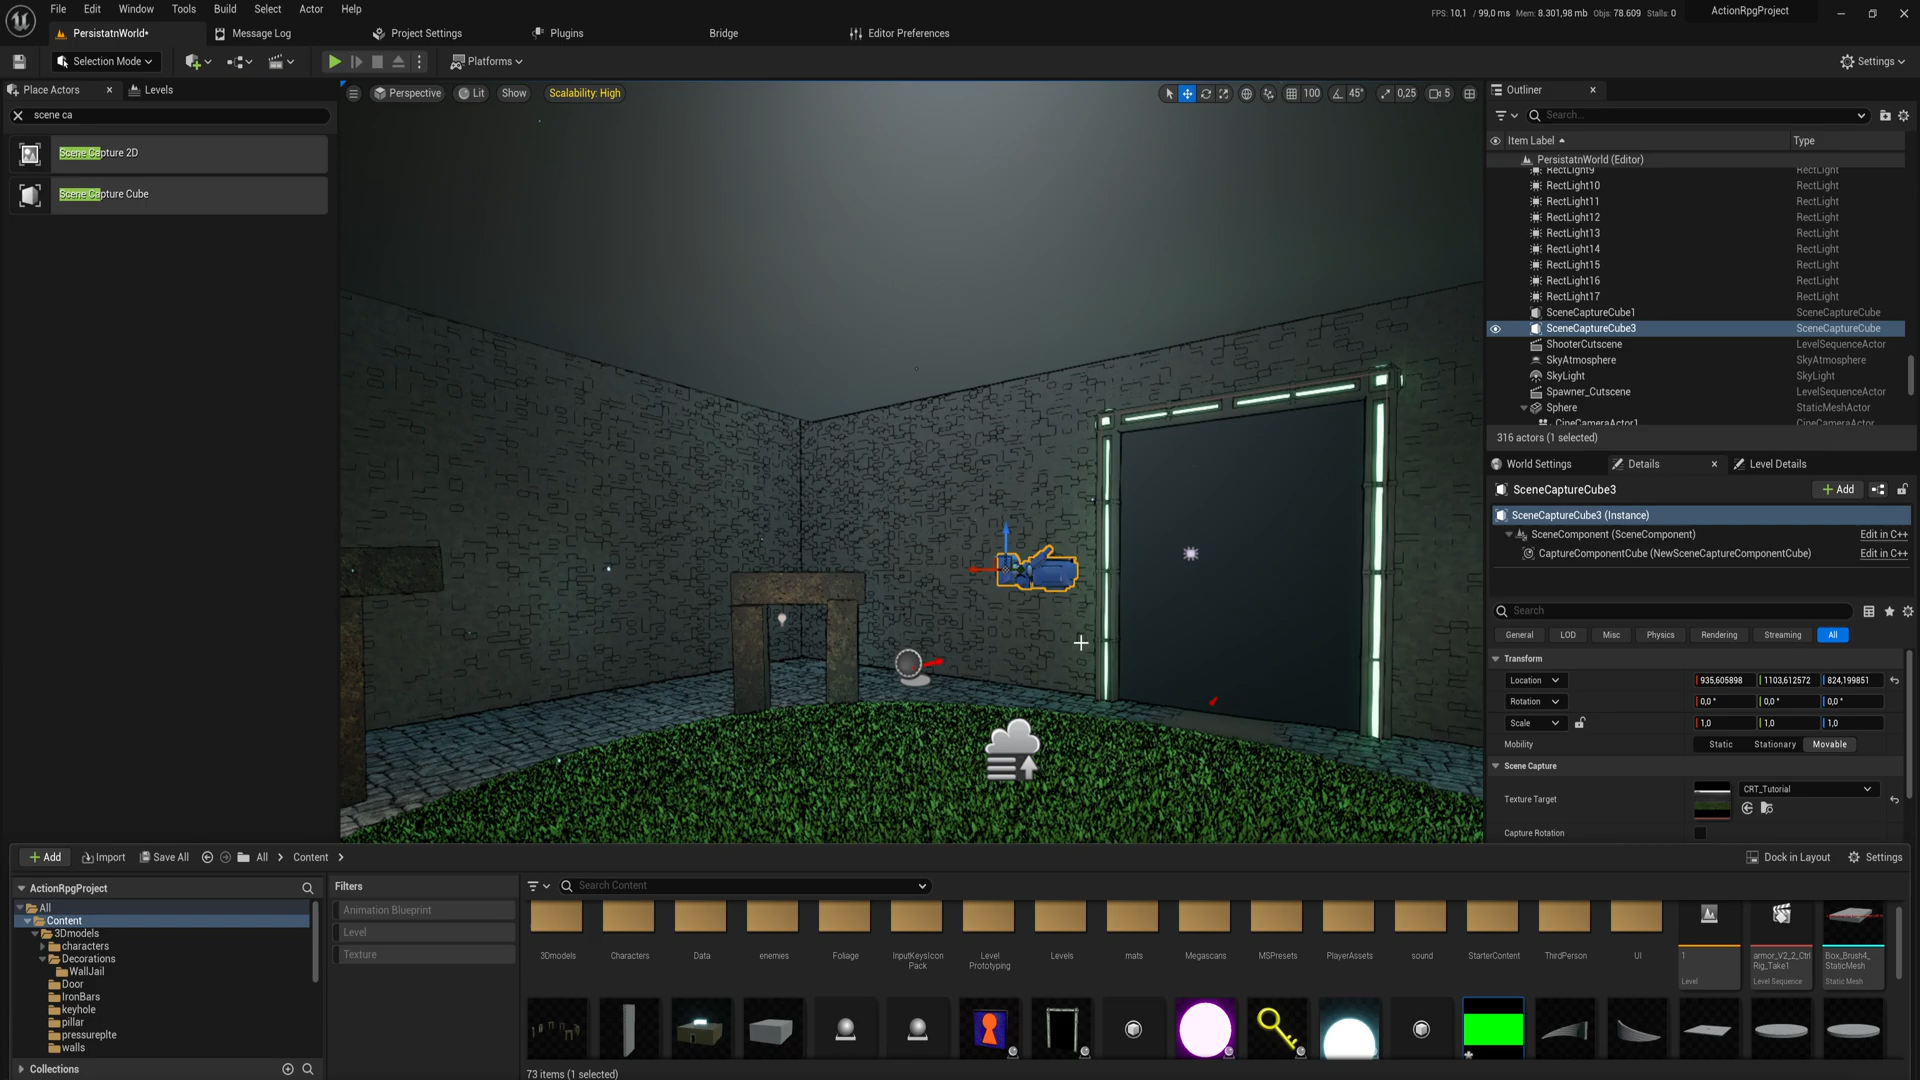 File Edit Window Tools Build Select Actor Help
FPS: 10,1 / 99,0 ms Mem: 8.301,98 mb Objs: 78.609 Stalls: 0
ActionRpgProject
PersistatnWorld*
Message Log
Project Settings
Plugins
Bridge
Editor Preferences
Selection Mode
Platforms
Settings
Place Actors
Levels
scene ca
Scene Capture 2D
Scene Capture Cube
Perspective
Lit
Show
Scalability: High
100
45°
0,25
5
Outliner
Search...
Item Label
Type
PersistatnWorld (Editor)
RectLight9 RectLight
RectLight10 RectLight
RectLight11 RectLight
RectLight12 RectLight
RectLight13 RectLight
RectLight14 RectLight
RectLight15 RectLight
RectLight16 RectLight
RectLight17 RectLight
SceneCaptureCube1 SceneCaptureCube
SceneCaptureCube3 SceneCaptureCube
ShooterCutscene LevelSequenceActor
SkyAtmosphere SkyAtmosphere
SkyLight SkyLight
Spawner_Cutscene LevelSequenceActor
Sphere StaticMeshActor
CineCameraActor1 CineCameraActor
316 actors (1 selected)
World Settings
Details
Level Details
SceneCaptureCube3
Add
SceneCaptureCube3 (Instance)
SceneComponent (SceneComponent) Edit in C++
CaptureComponentCube (NewSceneCaptureComponentCube) Edit in C++
Search
General LOD Misc Physics Rendering Streaming All
Transform
Location 935,605898 1103,612572 824,199851
Rotation 0,0 ° 0,0 ° 0,0 °
Scale 1,0 1,0 1,0
Mobility Static Stationary Movable
Scene Capture
Texture Target CRT_Tutorial
Capture Rotation
Add Import Save All All Content
Dock in Layout Settings
ActionRpgProject
All
Content
3Dmodels
characters
Decorations
WallJail
Door
IronBars
keyhole
pillar
pressureplte
walls
Collections
Filters
Animation Blueprint
Level
Texture
Search Content
3Dmodels
Characters
Data
enemies
Foliage
InputKeysIcon
Pack
Level
Prototyping
Levels
mats
Megascans
MSPresets
PlayerAssets
sound
StarterContent
ThirdPerson
UI
1
Level
armor_V2_2_Ctrl
Rig_Take1
Level Sequence
Box_Brush4_
StaticMesh
Static Mesh
73 items (1 selected)